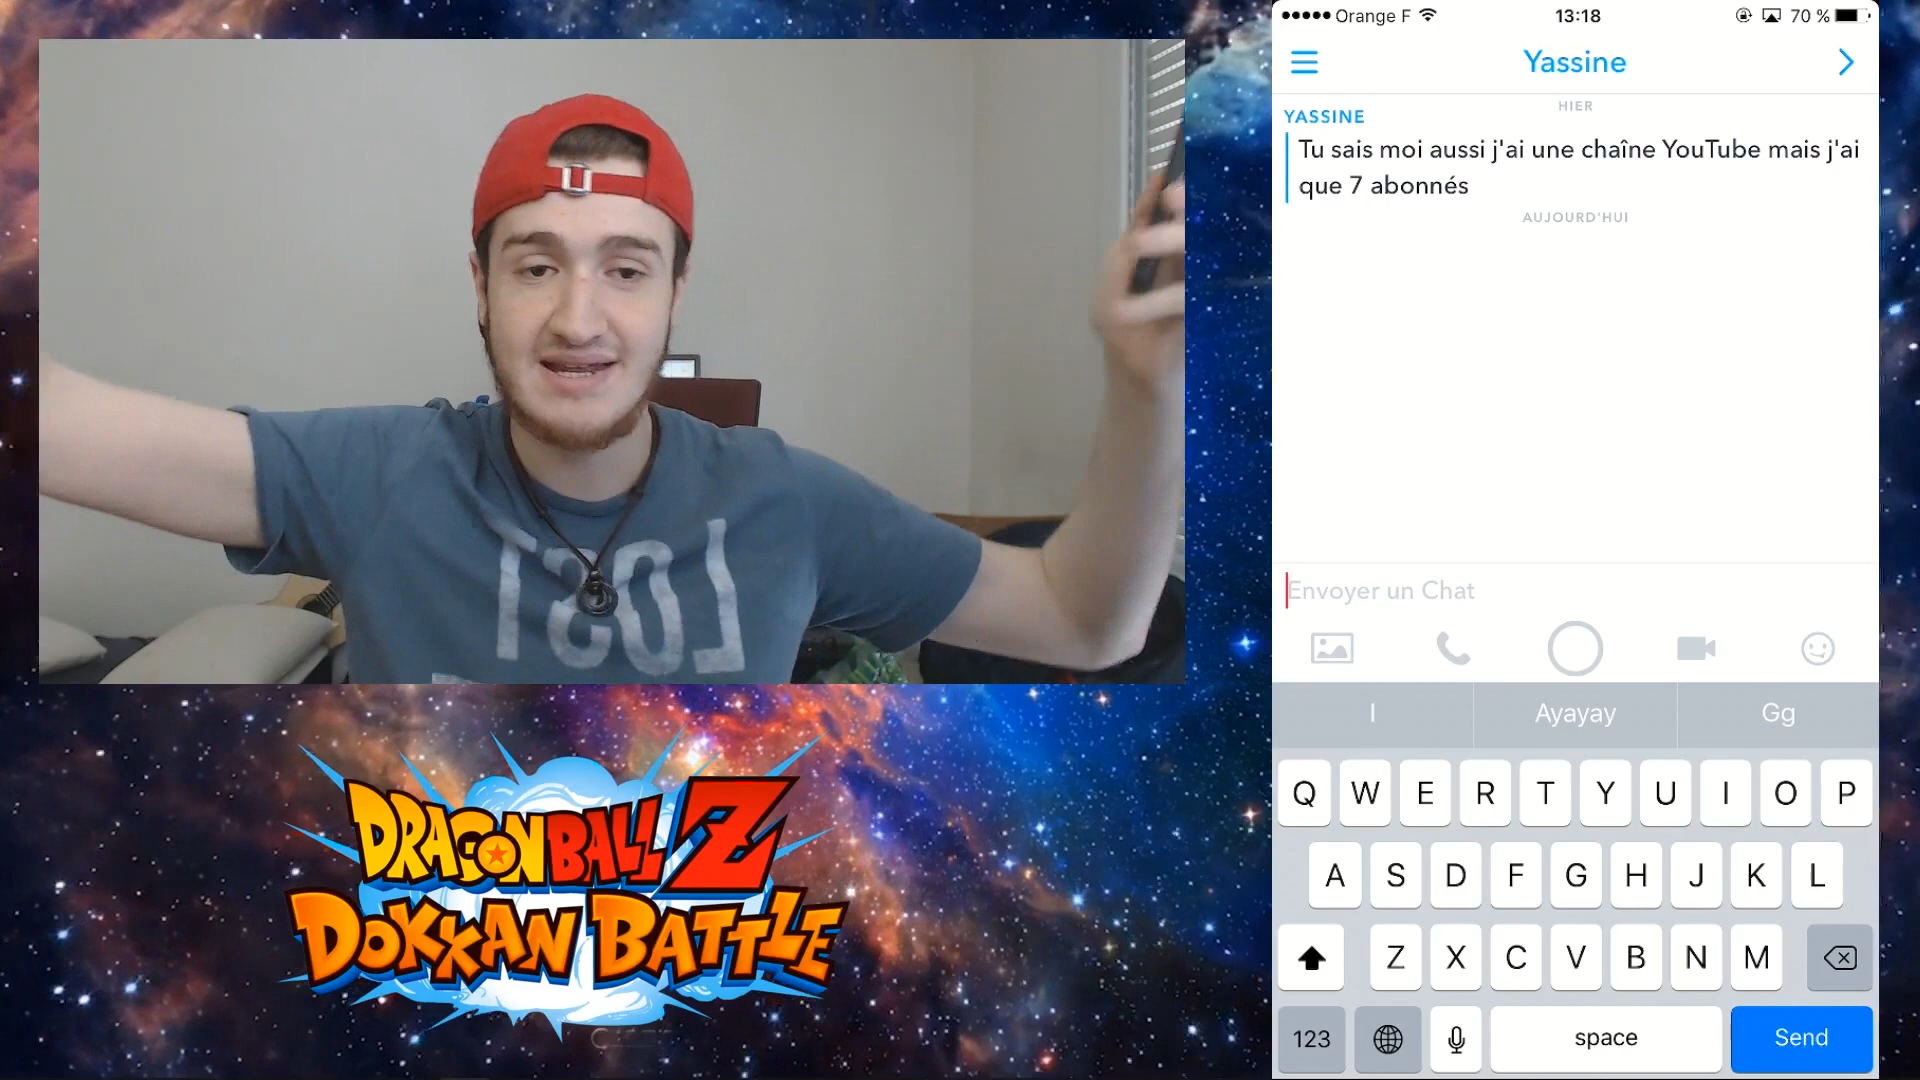 LOST
DRAGON BALL Z
DOKKAN BATTLE
Orange F
13:18
70 %
Yassine
HIER
YASSINE
Tu sais moi aussi j'ai une chaîne YouTube mais j'ai
que 7 abonnés
AUJOURD'HUI
Envoyer un Chat
I Ayayay Gg
Q W E R T Y U I O P
A S D F G H J K L
Z X C V B N M
123 space Send